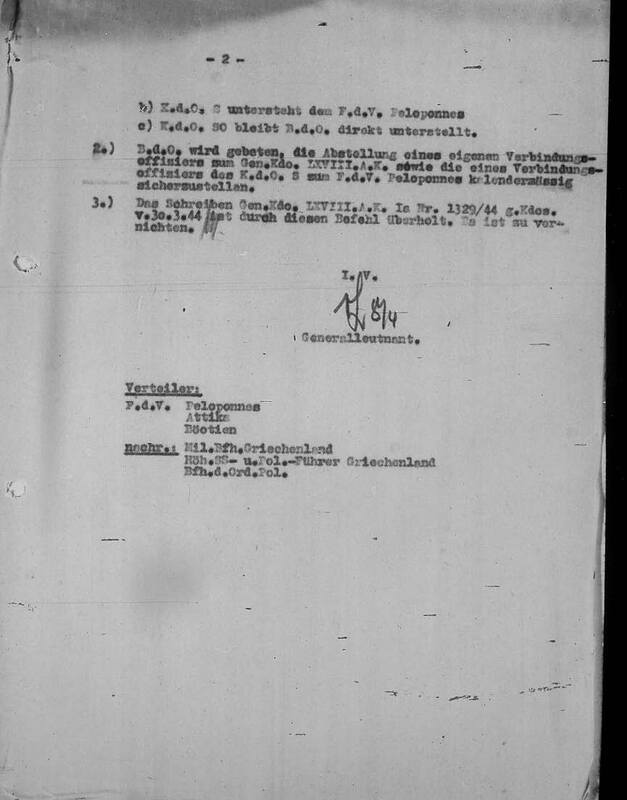 - 2 -
b) K.d.O. S untersteht dem F.d.V. Peloponnes
c) K.d.O. SO bleibt B.d.O. direkt unterstellt.
2.) B.d.O. wird gebeten, die Abstellung eines eigenen Verbindungs-
offiziers zum Gen.Kdo. LXVIII.A.K. sowie die eines Verbindungs-
offiziers des K.d.O. S zum F.d.V. Peloponnes kalendermässig
sicherzustellen.
3.) Das Schreiben Gen.Kdo. LXVIII.A.K. Ia Nr. 1329/44 g.Kdos.
v.30.3.44 ist durch diesen Befehl überholt. Es ist zu ver-
nichten.
I. V.
Generalleutnant.
Verteiler:
F.d.V. Peloponnes
Attika
Böotien
nachr.: Mil.Bfh.Griechenland
Höh.SS- u.Pol.-Führer Griechenland
Bfh.d.Ord.Pol.